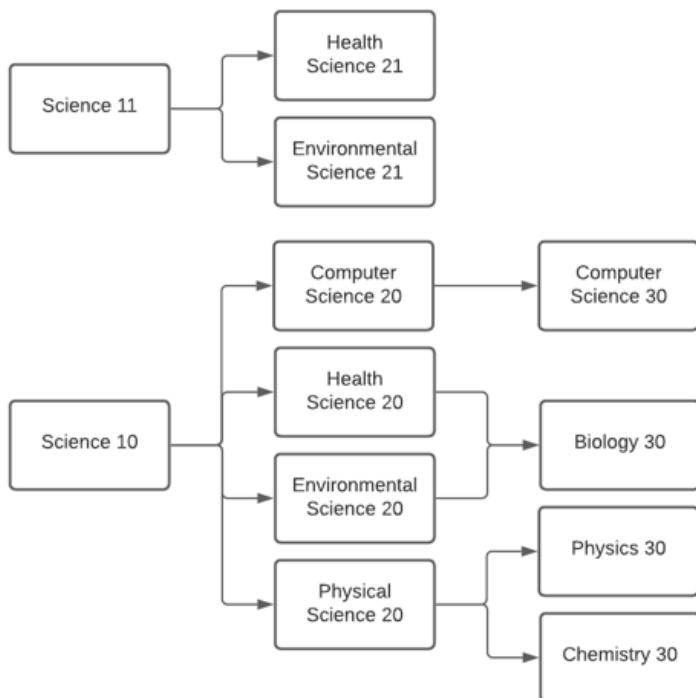 Health
Science 21
Science 11
Environmental
Science 21
Computer
Science 20
Computer
Science 30
Health
Science 20
Science 10
Biology 30
Environmental
Science 20
Physics 30
Physical
Science 20
Chemistry 30